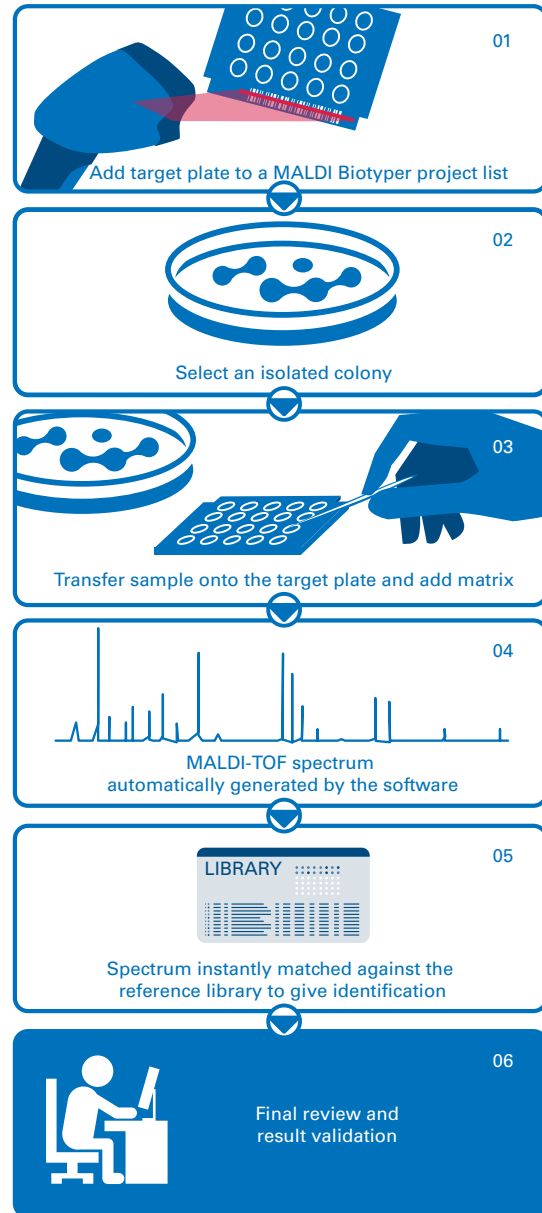 01
Add target plate to a MALDI Biotyper project list
02
Select an isolated colony
03
Transfer sample onto the target plate and add matrix
04
MALDI-TOF spectrum
automatically generated by the software
05
LIBRARY
Spectrum instantly matched against the
reference library to give identification
06
Final review and
result validation